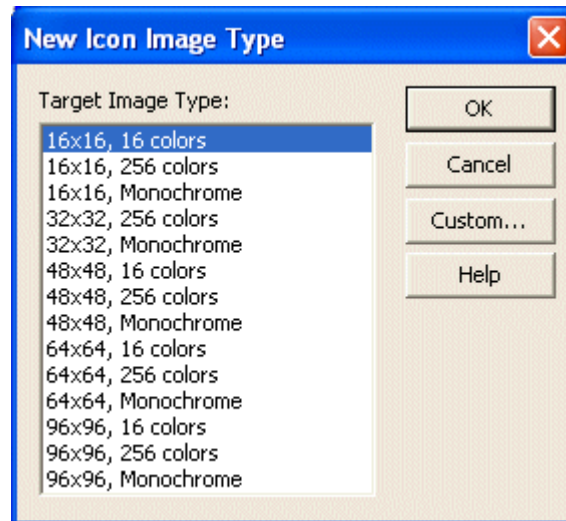 New Icon Image Type
Target Image Type:
16x16, 16 colors
16x16, 256 colors
16x16, Monochrome
32x32, 256 colors
32x32, Monochrome
48x48, 16 colors
48x48, 256 colors
48x48, Monochrome
64x64, 16 colors
64x64, 256 colors
64x64, Monochrome
96x96, 16 colors
96x96, 256 colors
96x96, Monochrome
OK
Cancel
Custom...
Help